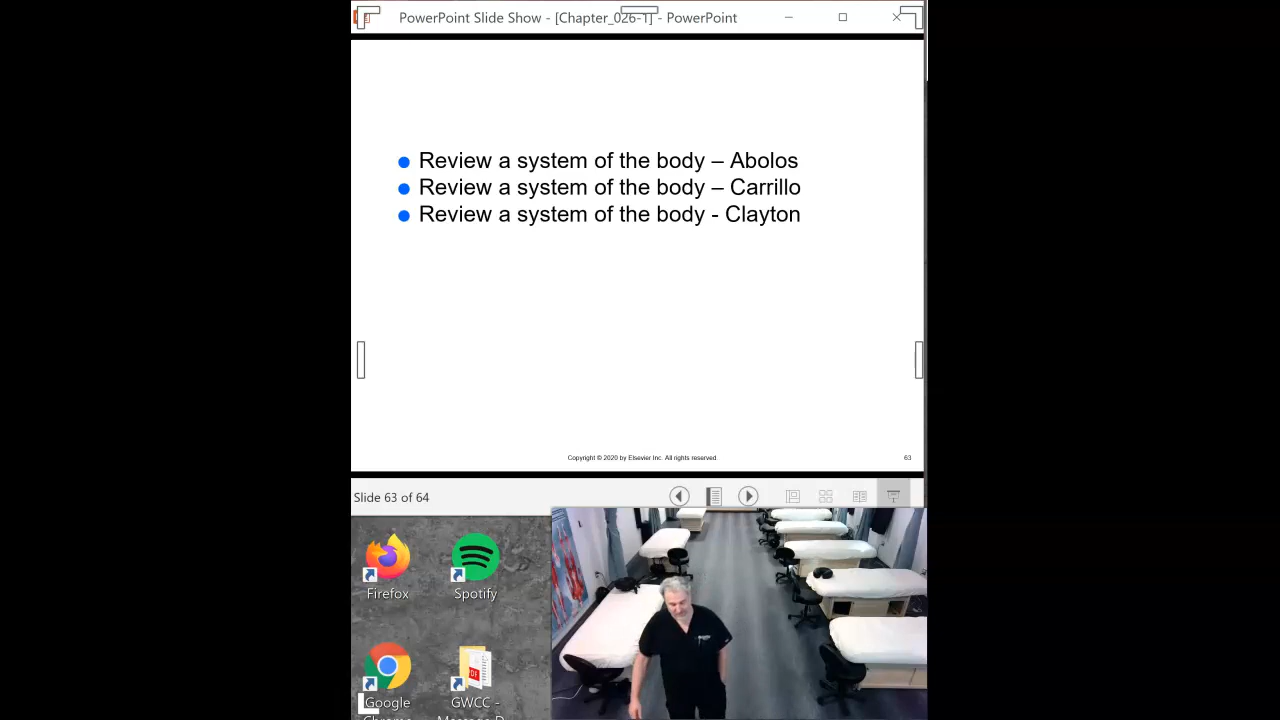 PowerPoint Slide Show - [Chapter_026-1] - PowerPoint
Review a system of the body – Abolos
Review a system of the body – Carrillo
Review a system of the body - Clayton
Copyright © 2020 by Elsevier Inc. All rights reserved.
63
Slide 63 of 64
Firefox
Spotify
Google
GWCC -